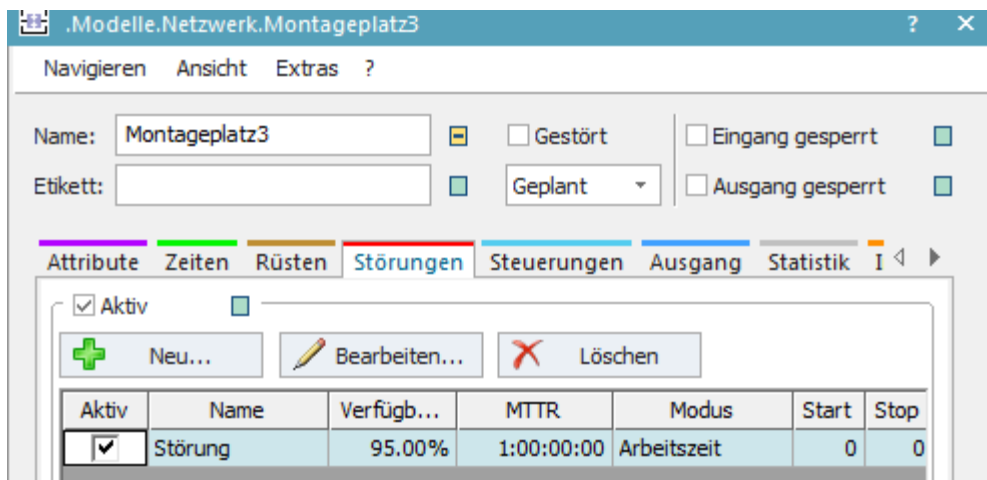 .Modelle.Netzwerk.Montageplatz3 ? ×
Navigieren Ansicht Extras ?
Name: Montageplatz3 Gestört Eingang gesperrt
Etikett: Geplant Ausgang gesperrt
Attribute Zeiten Rüsten Störungen Steuerungen Ausgang Statistik I
Aktiv
Neu... Bearbeiten... Löschen
Aktiv Name Verfügb... MTTR Modus Start Stop
Störung 95.00% 1:00:00:00 Arbeitszeit 0 0